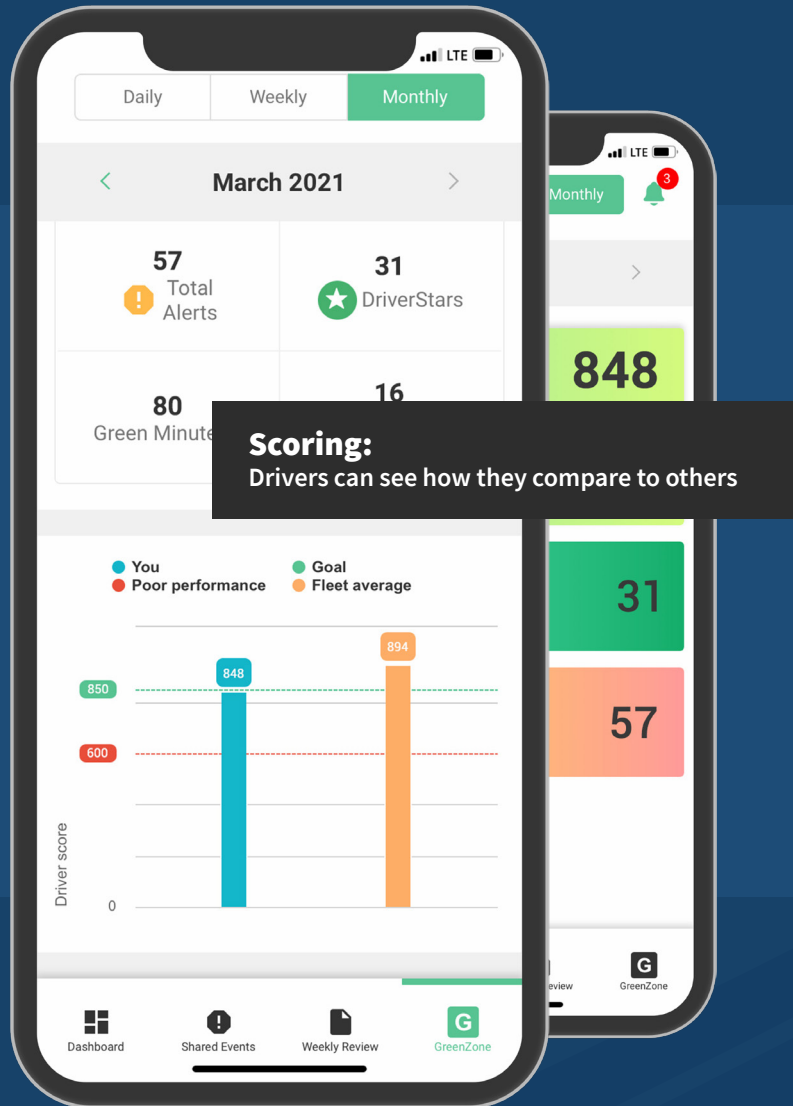 LTE
Daily Weekly Monthly
March 2021
57
Total
Alerts
31
DriverStars
80
Green Minute
16
Scoring:
Drivers can see how they compare to others
You Goal
Poor performance Fleet average
894
848
850
600
Driver score
0
Dashboard Shared Events Weekly Review GreenZone
G
LTE
Monthly
3
848
31
57
eview GreenZone
G